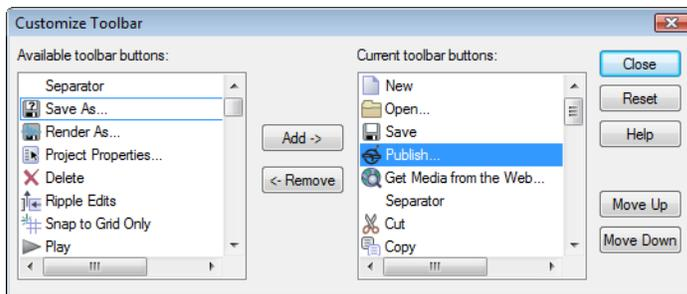 Customize Toolbar
Available toolbar buttons:
Separator
Save As...
Render As...
Project Properties...
Delete
Ripple Edits
Snap to Grid Only
Play
Add ->
<- Remove
Current toolbar buttons:
New
Open...
Save
Publish...
Get Media from the Web...
Separator
Cut
Copy
Close
Reset
Help
Move Up
Move Down